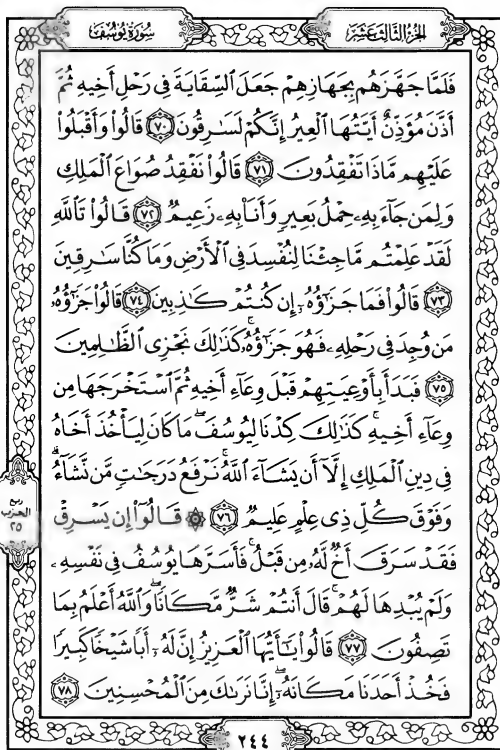 سُورَةُ يُوسُفَ
الجزء الثالث عشر
فَلَمَّا جَهَّزَهُم بِجَهَازِهِمْ جَعَلَ ٱلسِّقَايَةَ فِى رَحْلِ أَخِيهِ ثُمَّ
أَذَّنَ مُؤَذِّنٌ أَيَّتُهَا ٱلْعِيرُ إِنَّكُمْ لَسَٰرِقُونَ ٧٠ قَالُوا۟ وَأَقْبَلُوا۟
عَلَيْهِم مَّاذَا تَفْقِدُونَ ٧١ قَالُوا۟ نَفْقِدُ صُوَاعَ ٱلْمَلِكِ
وَلِمَن جَآءَ بِهِۦ حِمْلُ بَعِيرٍ وَأَنَا۠ بِهِۦ زَعِيمٌ ٧٢ قَالُوا۟ تَٱللَّهِ
لَقَدْ عَلِمْتُم مَّا جِئْنَا لِنُفْسِدَ فِى ٱلْأَرْضِ وَمَا كُنَّا سَٰرِقِينَ
٧٣ قَالُوا۟ فَمَا جَزَٰٓؤُهُۥٓ إِن كُنتُمْ كَٰذِبِينَ ٧٤ قَالُوا۟ جَزَٰٓؤُهُۥ
مَن وُجِدَ فِى رَحْلِهِۦ فَهُوَ جَزَٰٓؤُهُۥ ۚ كَذَٰلِكَ نَجْزِى ٱلظَّٰلِمِينَ
٧٥ فَبَدَأَ بِأَوْعِيَتِهِمْ قَبْلَ وِعَآءِ أَخِيهِ ثُمَّ ٱسْتَخْرَجَهَا مِن
وِعَآءِ أَخِيهِ ۚ كَذَٰلِكَ كِدْنَا لِيُوسُفَ ۖ مَا كَانَ لِيَأْخُذَ أَخَاهُ
فِى دِينِ ٱلْمَلِكِ إِلَّآ أَن يَشَآءَ ٱللَّهُ ۚ نَرْفَعُ دَرَجَٰتٍ مَّن نَّشَآءُ ۗ
وَفَوْقَ كُلِّ ذِى عِلْمٍ عَلِيمٌ ٧٦ ۞ قَالُوٓا۟ إِن يَسْرِقْ
فَقَدْ سَرَقَ أَخٌ لَّهُۥ مِن قَبْلُ ۚ فَأَسَرَّهَا يُوسُفُ فِى نَفْسِهِۦ
وَلَمْ يُبْدِهَا لَهُمْ ۚ قَالَ أَنتُمْ شَرٌّ مَّكَانًا ۖ وَٱللَّهُ أَعْلَمُ بِمَا
تَصِفُونَ ٧٧ قَالُوا۟ يَٰٓأَيُّهَا ٱلْعَزِيزُ إِنَّ لَهُۥٓ أَبًا شَيْخًا كَبِيرًا
فَخُذْ أَحَدَنَا مَكَانَهُۥٓ ۖ إِنَّا نَرَىٰكَ مِنَ ٱلْمُحْسِنِينَ ٧٨
ربع
الحزب
٢٥
٢٤٤